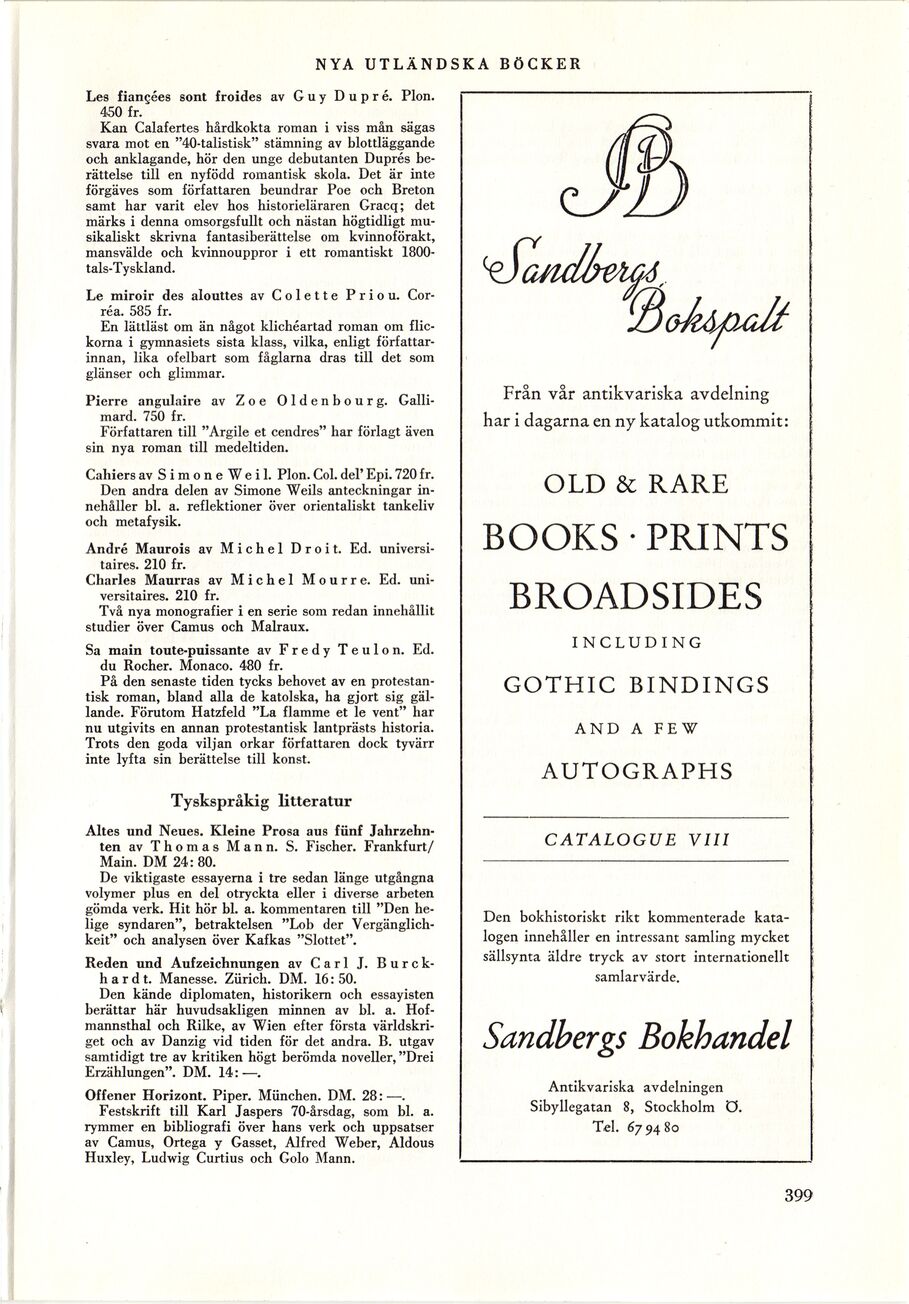 NYA UTLÄNDSKA BÖCKER
Les fiançées sont froides av Guy Dupré. Plon.
450 fr.
Kan Calafertes hårdkokta roman i viss mån sägas
svara mot en ”40-talistisk” stämning av blottläggande
och anklagande, hör den unge debutanten Duprés be-
rättelse till en nyfödd romantisk skola. Det är inte
förgäves som författaren beundrar Poe och Breton
samt har varit elev hos historieläraren Gracq; det
märks i denna omsorgsfullt och nästan högtidligt mu-
sikaliskt skrivna fantasiberättelse om kvinnoförakt,
mansvälde och kvinnouppror i ett romantiskt 1800-
tals-Tyskland.
Le miroir des alouttes av Colette Priou. Cor-
réa. 585 fr.
En lättläst om än något klichéartad roman om flic-
korna i gymnasiets sista klass, vilka, enligt författar-
innan, lika ofelbart som fåglarna dras till det som
glänser och glimmar.
Pierre angulaire av Zoe Oldenbourg. Galli-
mard. 750 fr.
Författaren till ”Argile et cendres” har förlagt även
sin nya roman till medeltiden.
Cahiers av Simone Weil. Plon. Col. del’ Epi. 720 fr.
Den andra delen av Simone Weils anteckningar in-
nehåller bl. a. reflektioner över orientaliskt tankeliv
och metafysik.
André Maurois av Michel Droit. Ed. universi-
taires. 210 fr.
Charles Maurras av Michel Mourre. Ed. uni-
versitaires. 210 fr.
Två nya monografier i en serie som redan innehållit
studier över Camus och Malraux.
Sa main toute-puissante av Fredy Teulon. Ed.
du Rocher. Monaco. 480 fr.
På den senaste tiden tycks behovet av en protestan-
tisk roman, bland alla de katolska, ha gjort sig gäl-
lande. Förutom Hatzfeld ”La flamme et le vent” har
nu utgivits en annan protestantisk lantprästs historia.
Trots den goda viljan orkar författaren dock tyvärr
inte lyfta sin berättelse till konst.
Tyskspråkig litteratur
Altes und Neues. Kleine Prosa aus fünf Jahrzehn-
ten av Thomas Mann. S. Fischer. Frankfurt/
Main. DM 24: 80.
De viktigaste essayerna i tre sedan länge utgångna
volymer plus en del otryckta eller i diverse arbeten
gömda verk. Hit hör bl. a. kommentaren till ”Den he-
lige syndaren”, betraktelsen ”Lob der Vergänglich-
keit” och analysen över Kafkas ”Slottet”.
Reden und Aufzeichnungen av Carl J. Burck-
hardt. Manesse. Zürich. DM. 16: 50.
Den kände diplomaten, historikern och essayisten
berättar här huvudsakligen minnen av bl. a. Hof-
mannsthal och Rilke, av Wien efter första världskri-
get och av Danzig vid tiden för det andra. B. utgav
samtidigt tre av kritiken högt berömda noveller, ”Drei
Erzählungen”. DM. 14: —.
Offener Horizont. Piper. München. DM. 28: —.
Festskrift till Karl Jaspers 70-årsdag, som bl. a.
rymmer en bibliografi över hans verk och uppsatser
av Camus, Ortega y Gasset, Alfred Weber, Aldous
Huxley, Ludwig Curtius och Golo Mann.
Sandbergs
Bokspalt
Från vår antikvariska avdelning
har i dagarna en ny katalog utkommit:
OLD & RARE
BOOKS · PRINTS
BROADSIDES
INCLUDING
GOTHIC BINDINGS
AND A FEW
AUTOGRAPHS
CATALOGUE VIII
Den bokhistoriskt rikt kommenterade kata-
logen innehåller en intressant samling mycket
sällsynta äldre tryck av stort internationellt
samlarvärde.
Sandbergs Bokhandel
Antikvariska avdelningen
Sibyllegatan 8, Stockholm Ö.
Tel. 67 94 80
399